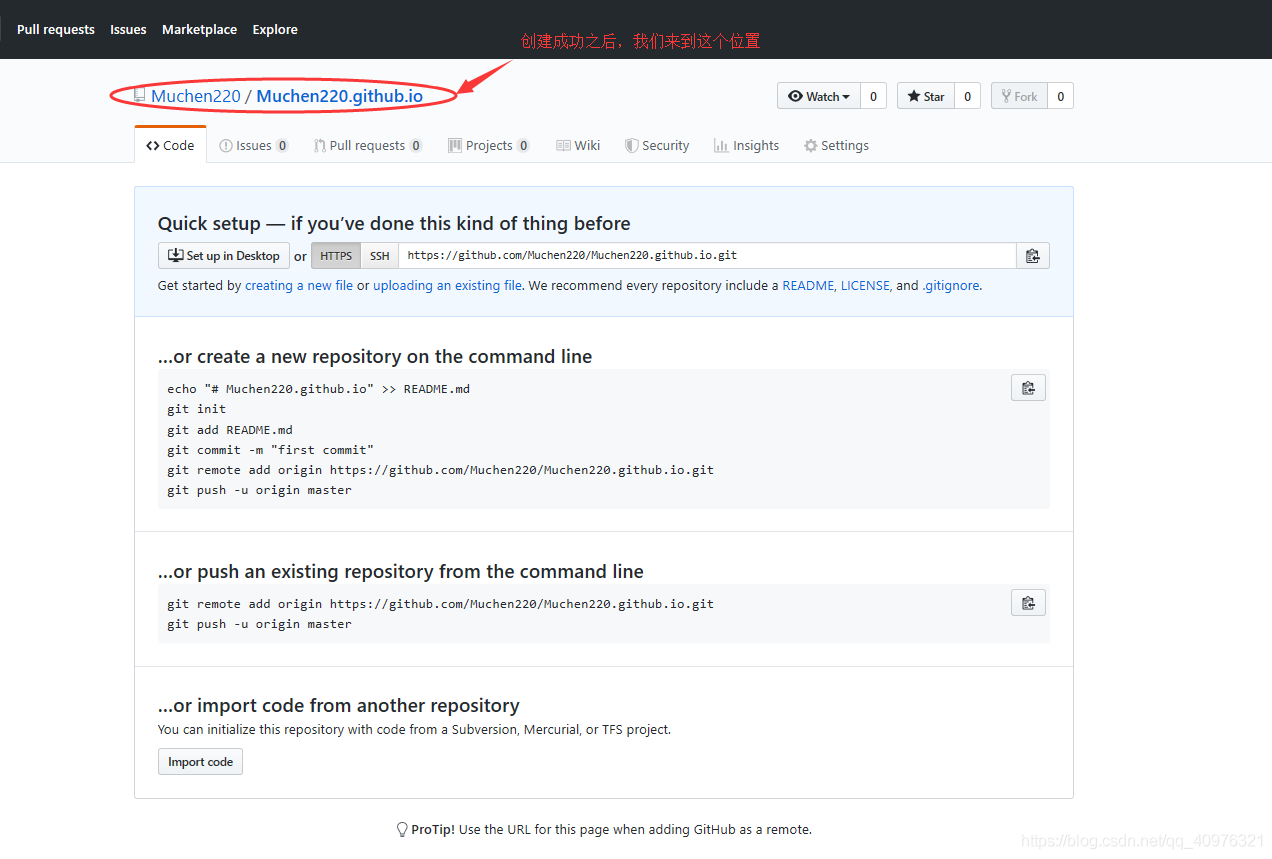 Pull requests Issues Marketplace Explore
创建成功之后，我们来到这个位置
Muchen220 / Muchen220.github.io
Watch 0 Star 0 Fork 0
Code Issues 0 Pull requests 0 Projects 0 Wiki Security Insights Settings
Quick setup — if you’ve done this kind of thing before
Set up in Desktop or HTTPS SSH https://github.com/Muchen220/Muchen220.github.io.git
Get started by creating a new file or uploading an existing file. We recommend every repository include a README, LICENSE, and .gitignore.
…or create a new repository on the command line
echo "# Muchen220.github.io" >> README.md
git init
git add README.md
git commit -m "first commit"
git remote add origin https://github.com/Muchen220/Muchen220.github.io.git
git push -u origin master
…or push an existing repository from the command line
git remote add origin https://github.com/Muchen220/Muchen220.github.io.git
git push -u origin master
…or import code from another repository
You can initialize this repository with code from a Subversion, Mercurial, or TFS project.
Import code
ProTip! Use the URL for this page when adding GitHub as a remote.
https://blog.csdn.net/qq_40976321